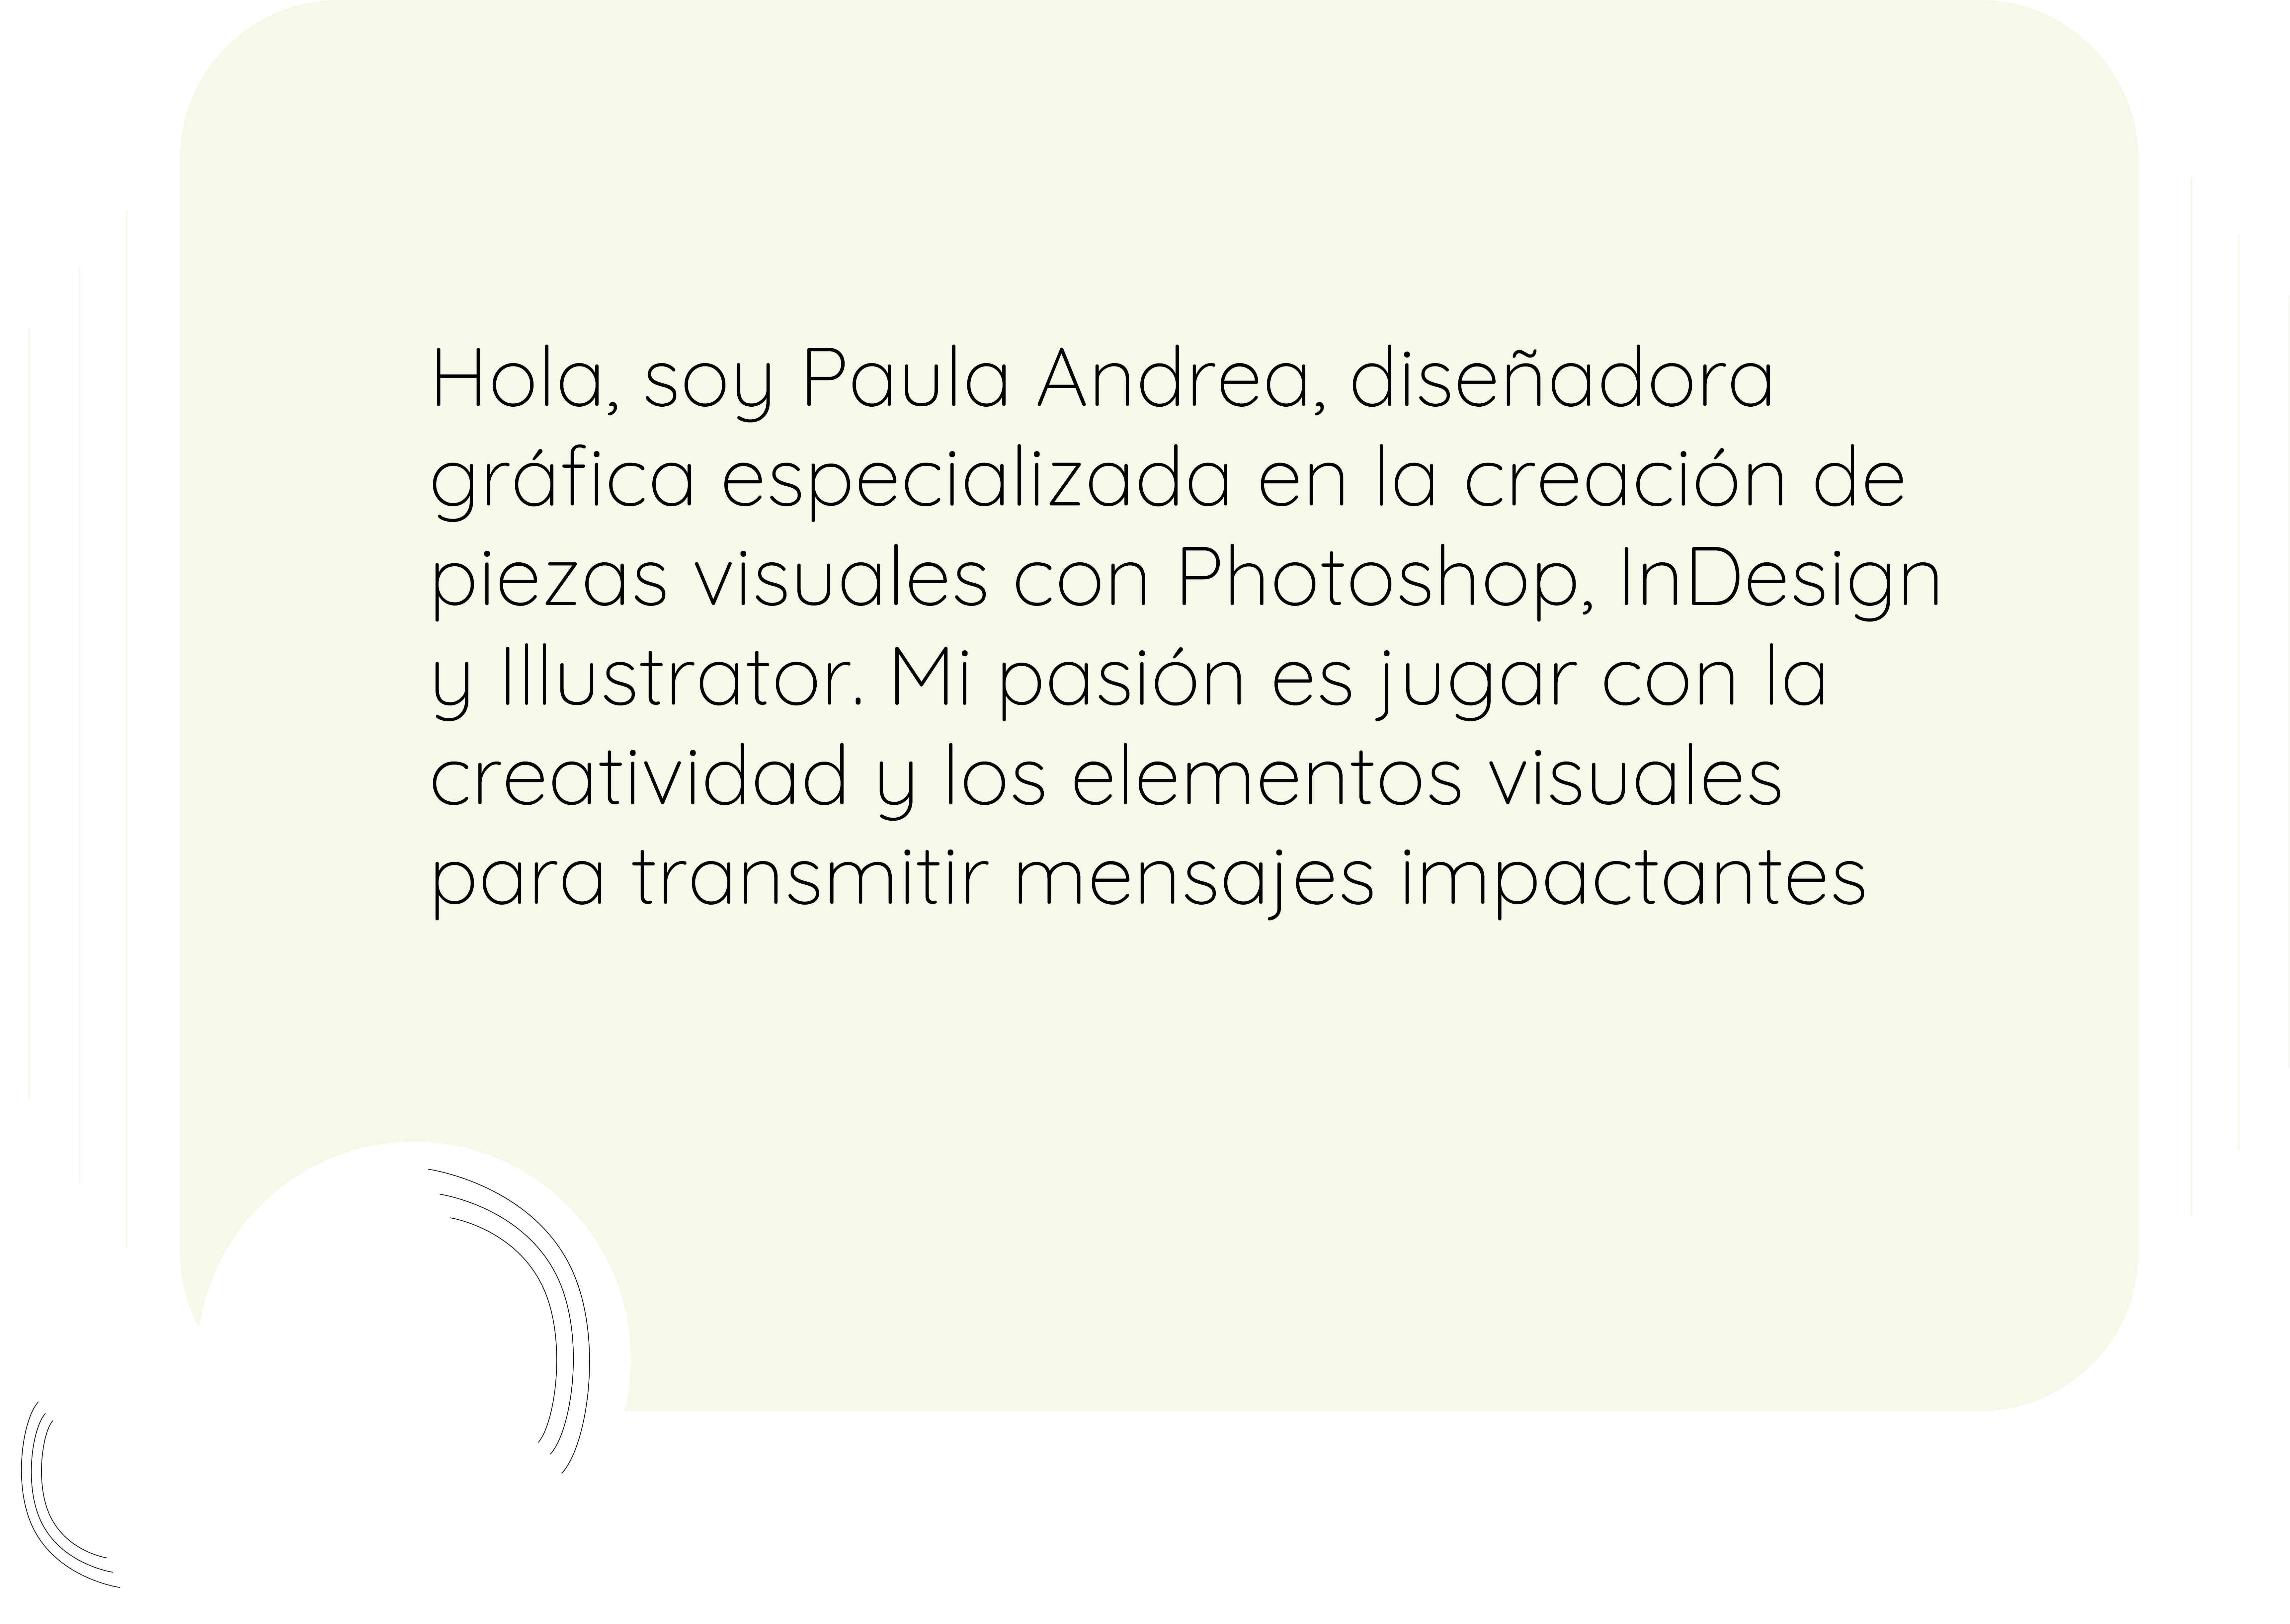 Hola, soy Paula Andrea, diseñadora
gráfica especializada en la creación de
piezas visuales con Photoshop, InDesign
y Illustrator. Mi pasión es jugar con la
creatividad y los elementos visuales
para transmitir mensajes impactantes